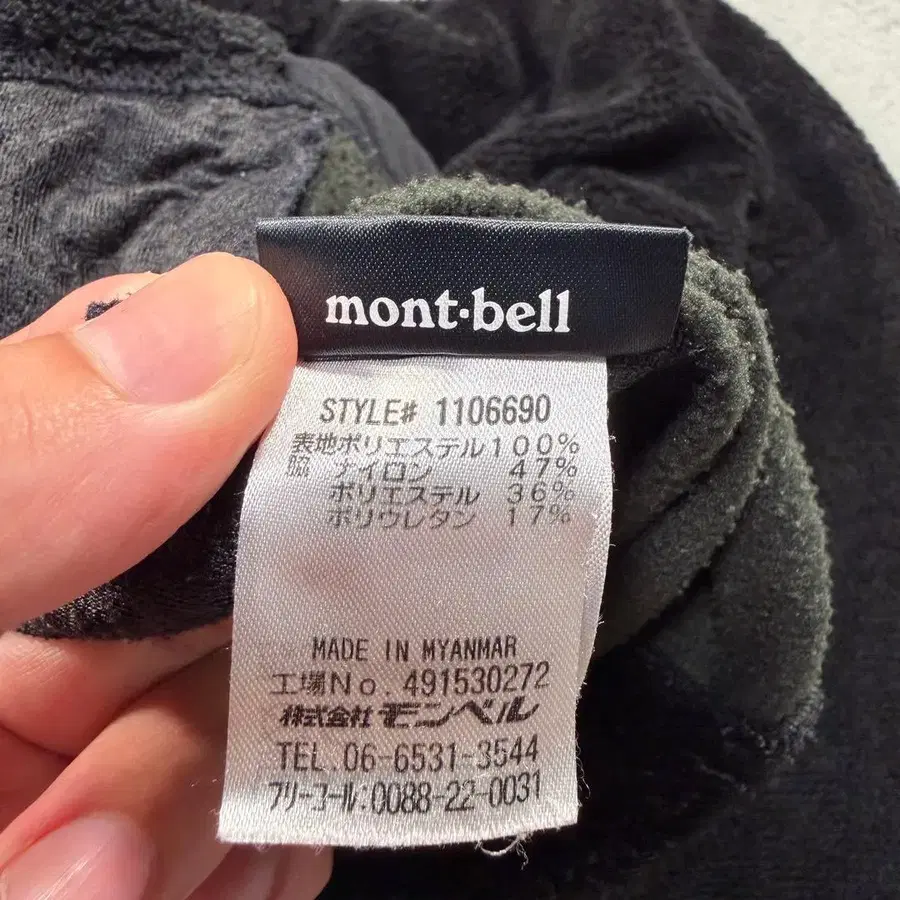 mont·bell
STYLE# 1106690
表地ポリエステル100%
脇 ナイロン 47%
ポリエステル 36%
ポリウレタン 17%
MADE IN MYANMAR
工場No. 491530272
株式会社 モンベル
TEL.06-6531-3544
フリーコール:0088-22-0031